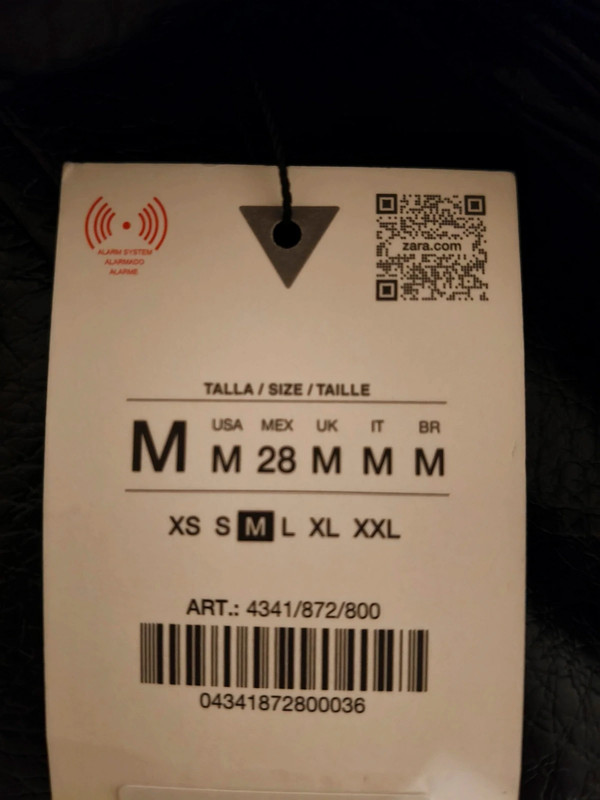 ALARM SYSTEM
ALARMADO
ALARME
zara.com
TALLA / SIZE / TAILLE
M USA MEX UK IT BR
M 28 M M M
XS S M L XL XXL
ART.: 4341/872/800
04341872800036